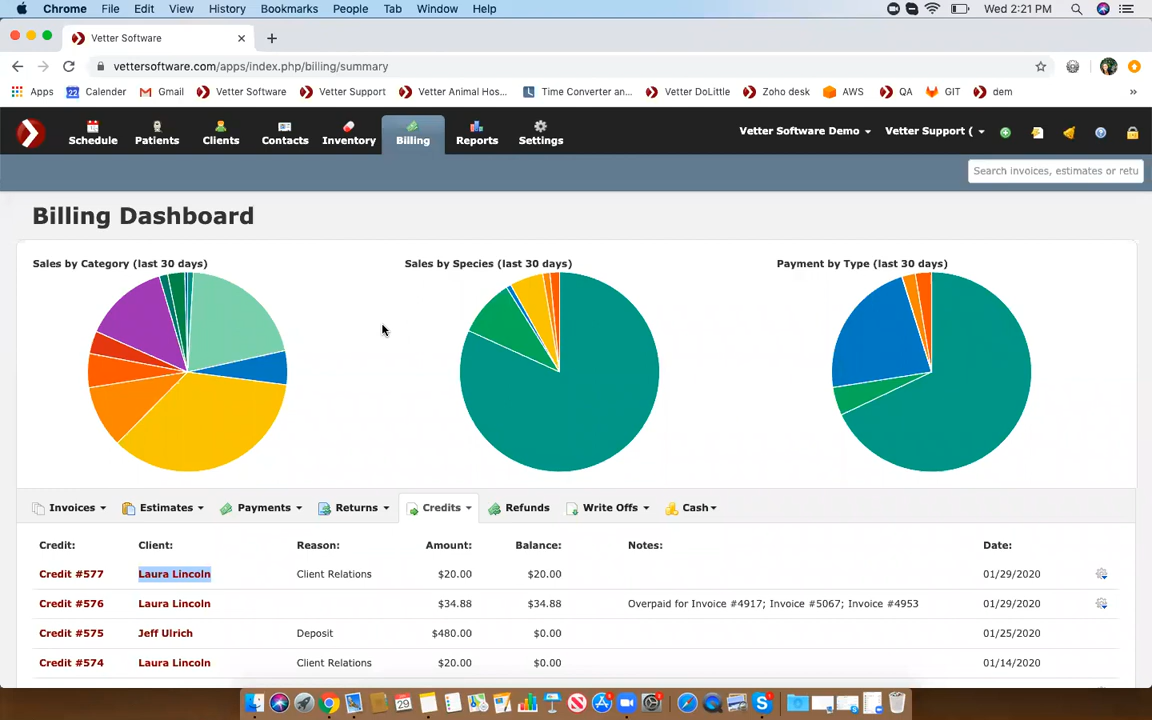 Chrome File Edit View History Bookmarks People Tab Window Help Wed 2:21 PM
Vetter Software
vettersoftware.com/apps/index.php/billing/summary
Apps 22 Calender Gmail Vetter Software Vetter Support Vetter Animal Hos... Time Converter an... Vetter DoLittle Zoho desk AWS QA GIT dem »
Schedule Patients Clients Contacts Inventory Billing Reports Settings Vetter Software Demo Vetter Support (
Search invoices, estimates or retu
Billing Dashboard
Sales by Category (last 30 days) Sales by Species (last 30 days) Payment by Type (last 30 days)
Invoices Estimates Payments Returns Credits Refunds Write Offs Cash
Credit: Client: Reason: Amount: Balance: Notes: Date:
Credit #577 Laura Lincoln Client Relations $20.00 $20.00 01/29/2020
Credit #576 Laura Lincoln $34.88 $34.88 Overpaid for Invoice #4917; Invoice #5067; Invoice #4953 01/29/2020
Credit #575 Jeff Ulrich Deposit $480.00 $0.00 01/25/2020
Credit #574 Laura Lincoln Client Relations $20.00 $0.00 01/14/2020
29